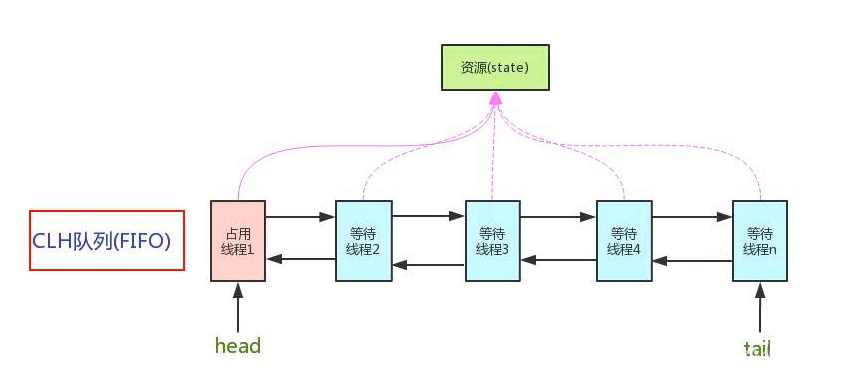 资源(state)
CLH队列(FIFO)
占用
线程1
等待
线程2
等待
线程3
等待
线程4
等待
线程n
head
tail